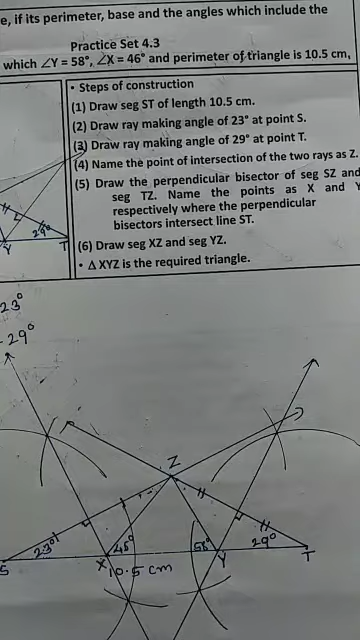 e, if its perimeter, base and the angles which include the
Practice Set 4.3
which ∠Y = 58°, ∠X = 46° and perimeter of triangle is 10.5 cm,
• Steps of construction
(1) Draw seg ST of length 10.5 cm.
(2) Draw ray making angle of 23° at point S.
(3) Draw ray making angle of 29° at point T.
(4) Name the point of intersection of the two rays as Z.
(5) Draw the perpendicular bisector of seg SZ and
seg TZ. Name the points as X and Y
respectively where the perpendicular
bisectors intersect line ST.
(6) Draw seg XZ and seg YZ.
• Δ XYZ is the required triangle.
29°
Y
T
23°
29°
Z
23°
46°
58°
29°
S
X
Y
T
10.5 cm